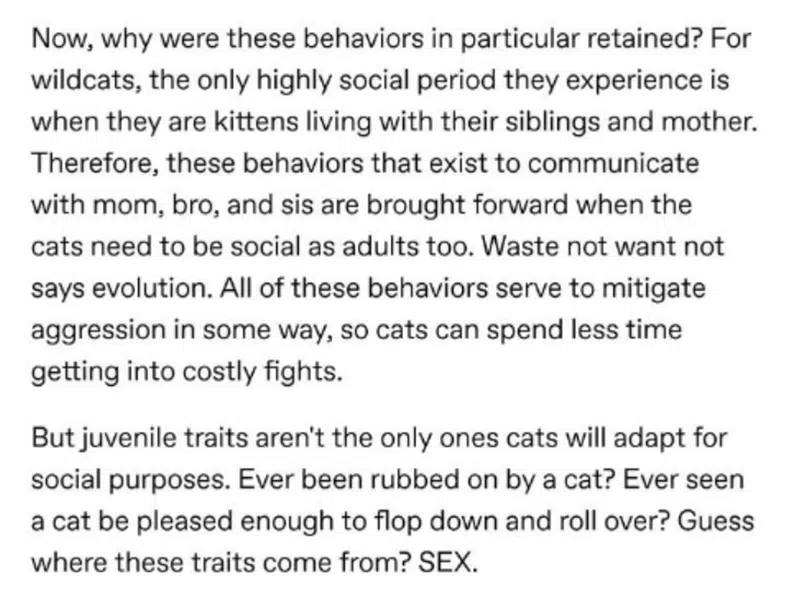 Now, why were these behaviors in particular retained? For
wildcats, the only highly social period they experience is
when they are kittens living with their siblings and mother.
Therefore, these behaviors that exist to communicate
with mom, bro, and sis are brought forward when the
cats need to be social as adults too. Waste not want not
says evolution. All of these behaviors serve to mitigate
aggression in some way, so cats can spend less time
getting into costly fights.
But juvenile traits aren't the only ones cats will adapt for
social purposes. Ever been rubbed on by a cat? Ever seen
a cat be pleased enough to flop down and roll over? Guess
where these traits come from? SEX.